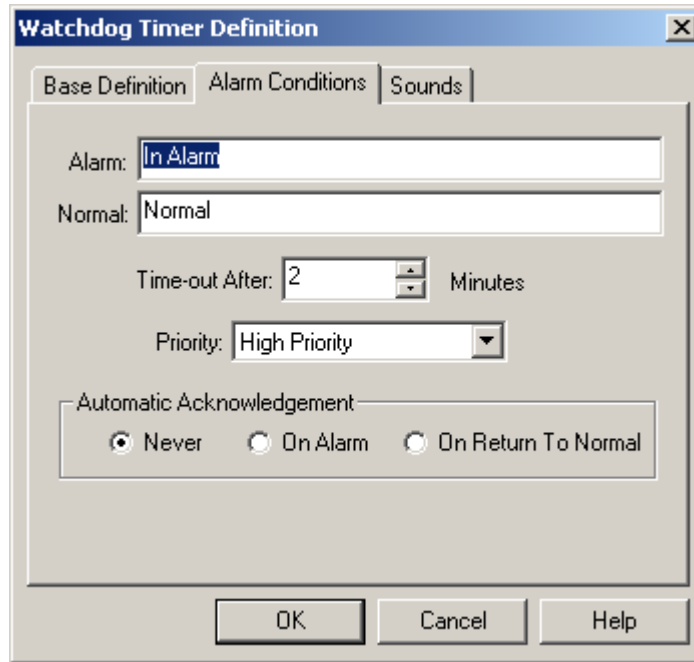 Watchdog Timer Definition
Base Definition Alarm Conditions Sounds
Alarm: In Alarm
Normal: Normal
Time-out After: 2 Minutes
Priority: High Priority
Automatic Acknowledgement
Never On Alarm On Return To Normal
OK Cancel Help